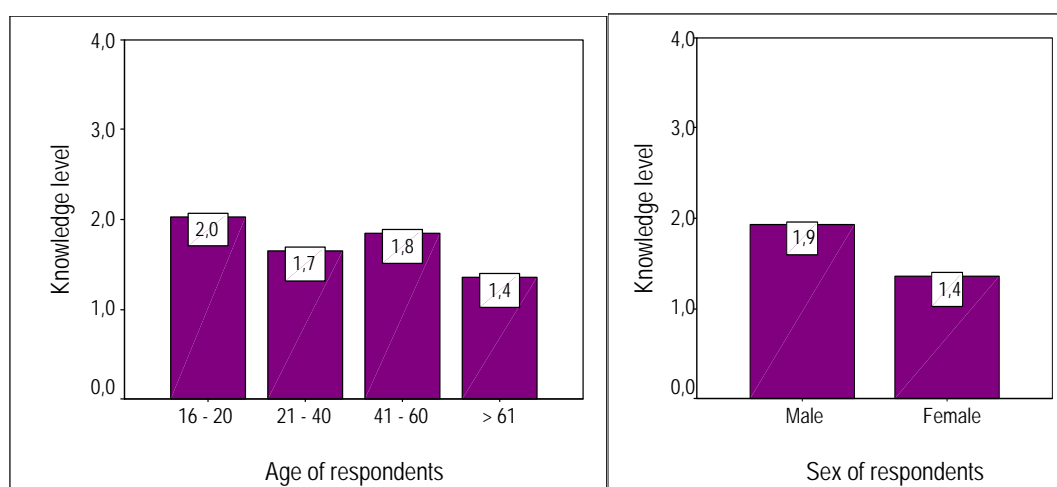 4,0
3,0
2,0
1,0
0,0
Knowledge level
2,0
1,7
1,8
1,4
16 - 20
21 - 40
41 - 60
> 61
Age of respondents
4,0
3,0
2,0
1,0
0,0
Knowledge level
1,9
1,4
Male
Female
Sex of respondents